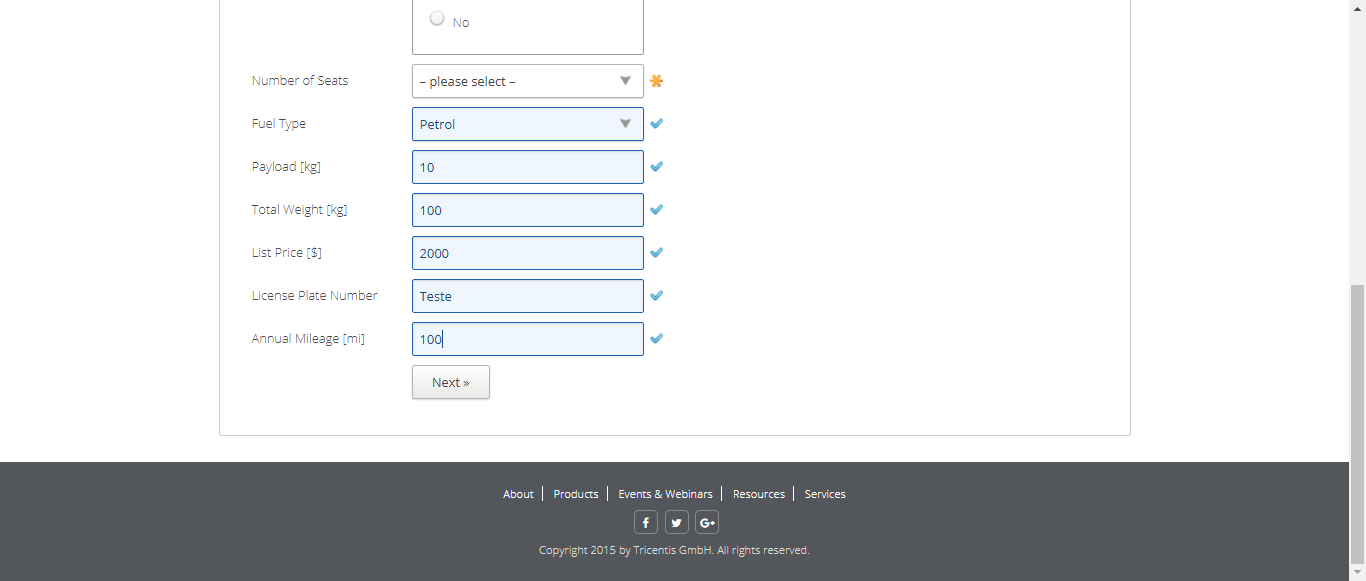 No
Number of Seats
– please select –
Fuel Type
Petrol
Payload [kg]
10
Total Weight [kg]
100
List Price [$]
2000
License Plate Number
Teste
Annual Mileage [mi]
100
Next »
About Products Events & Webinars Resources Services
Copyright 2015 by Tricentis GmbH. All rights reserved.